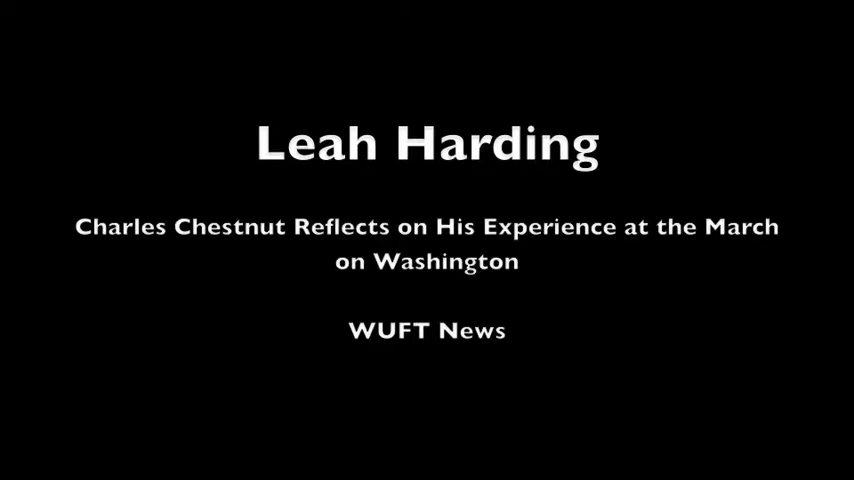 Leah Harding
Charles Chestnut Reflects on His Experience at the March
on Washington
WUFT News